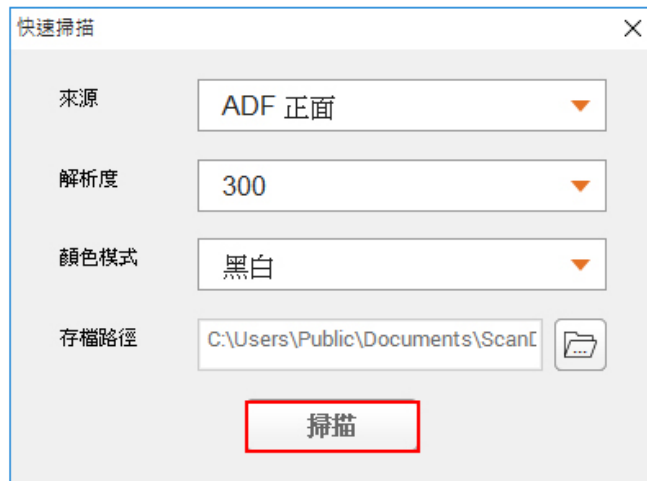 快速掃描
來源
ADF 正面
解析度
300
顏色模式
黑白
存檔路徑
C:\Users\Public\Documents\Scan
掃描